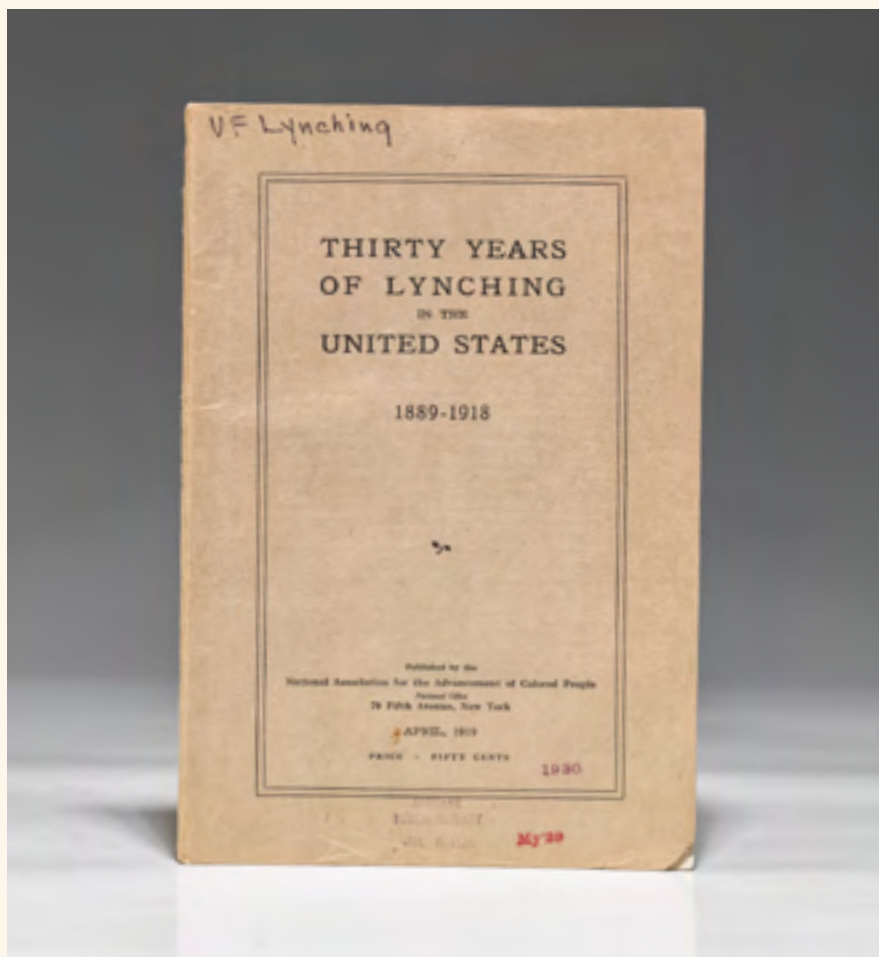 VF Lynching
THIRTY YEARS
OF LYNCHING
IN THE
UNITED STATES
1889-1918
Published by the
National Association for the Advancement of Colored People
National Office
70 Fifth Avenue, New York
APRIL, 1919
PRICE - FIFTY CENTS
1930
My'29